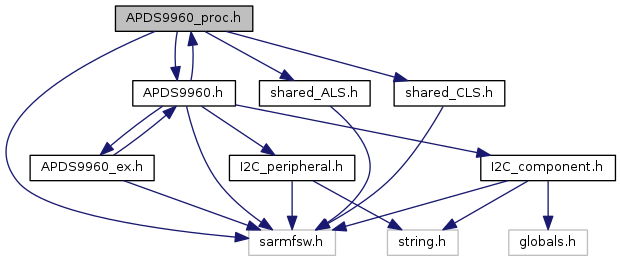 APDS9960_proc.h
APDS9960.h
shared_ALS.h
shared_CLS.h
APDS9960_ex.h
I2C_peripheral.h
I2C_component.h
sarmfsw.h
string.h
globals.h